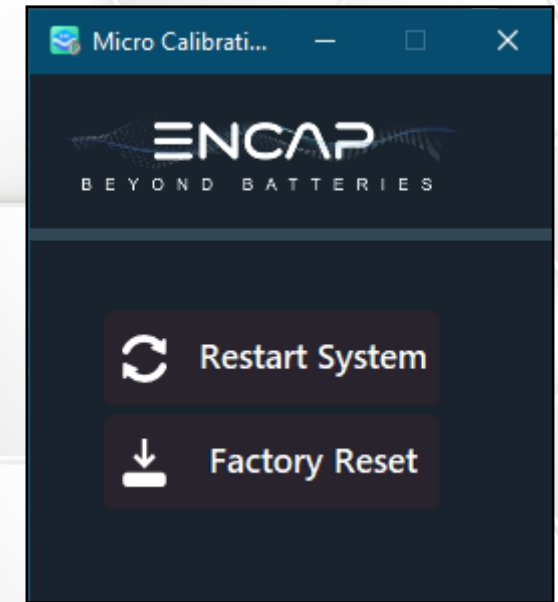 Micro Calibrati...
ENCAP
BEYOND BATTERIES
Restart System
Factory Reset